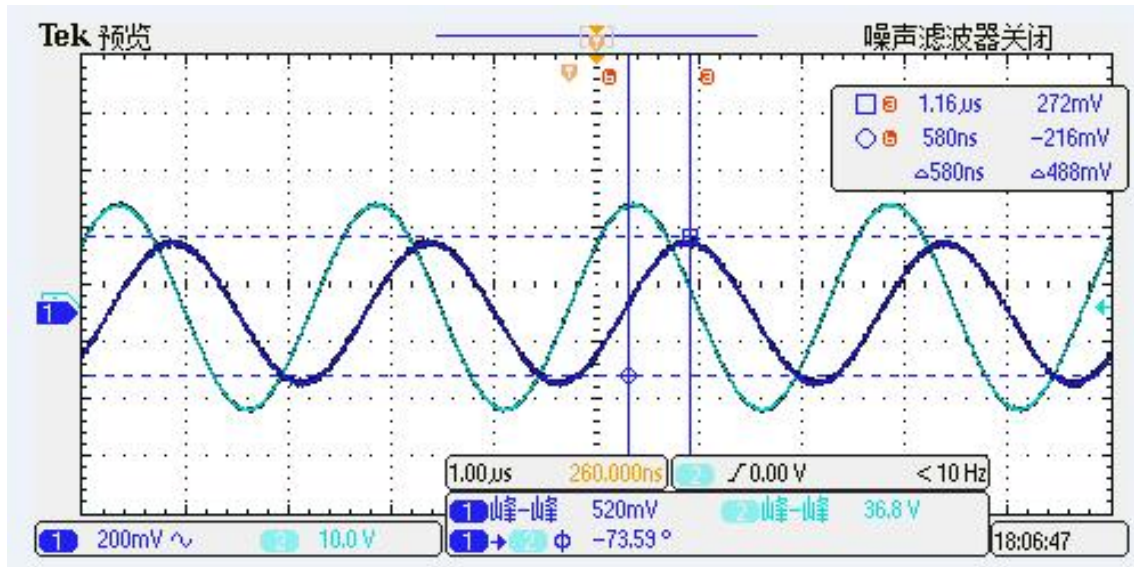 Tek 预览
噪声滤波器关闭
T
b
a
a 1.16µs 272mV
b 580ns -216mV
△580ns △488mV
1
1.00µs 260.000ns
2 ⁄ 0.00 V < 10 Hz
1 峰-峰 520mV
2 峰-峰 36.8 V
1 → 2 Φ -73.59 °
1 200mV ∿
2 10.0 V
18:06:47